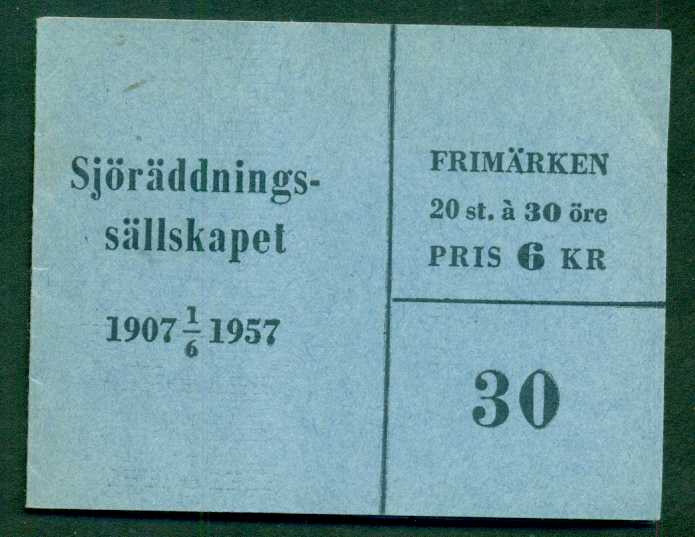 Sjöräddnings-
sällskapet
1907 1/6 1957
FRIMÄRKEN
20 st. à 30 öre
PRIS 6 KR
30